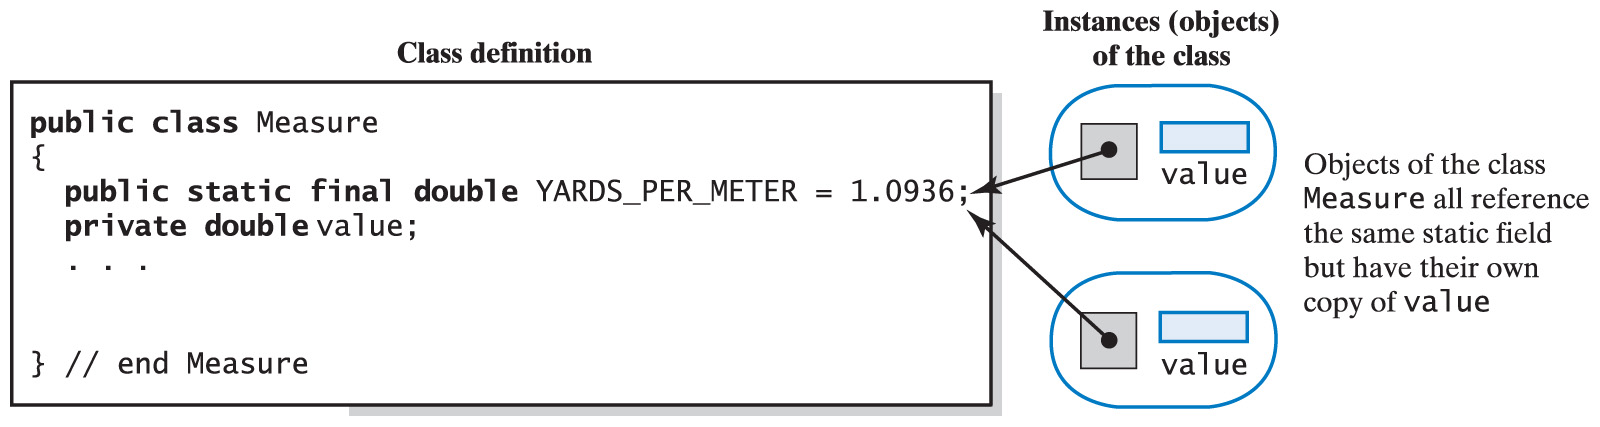 Class definition
public class Measure
{
public static final double YARDS_PER_METER = 1.0936;
private double value;
. . .
} // end Measure
Instances (objects)
of the class
value
value
Objects of the class
Measure all reference
the same static field
but have their own
copy of value